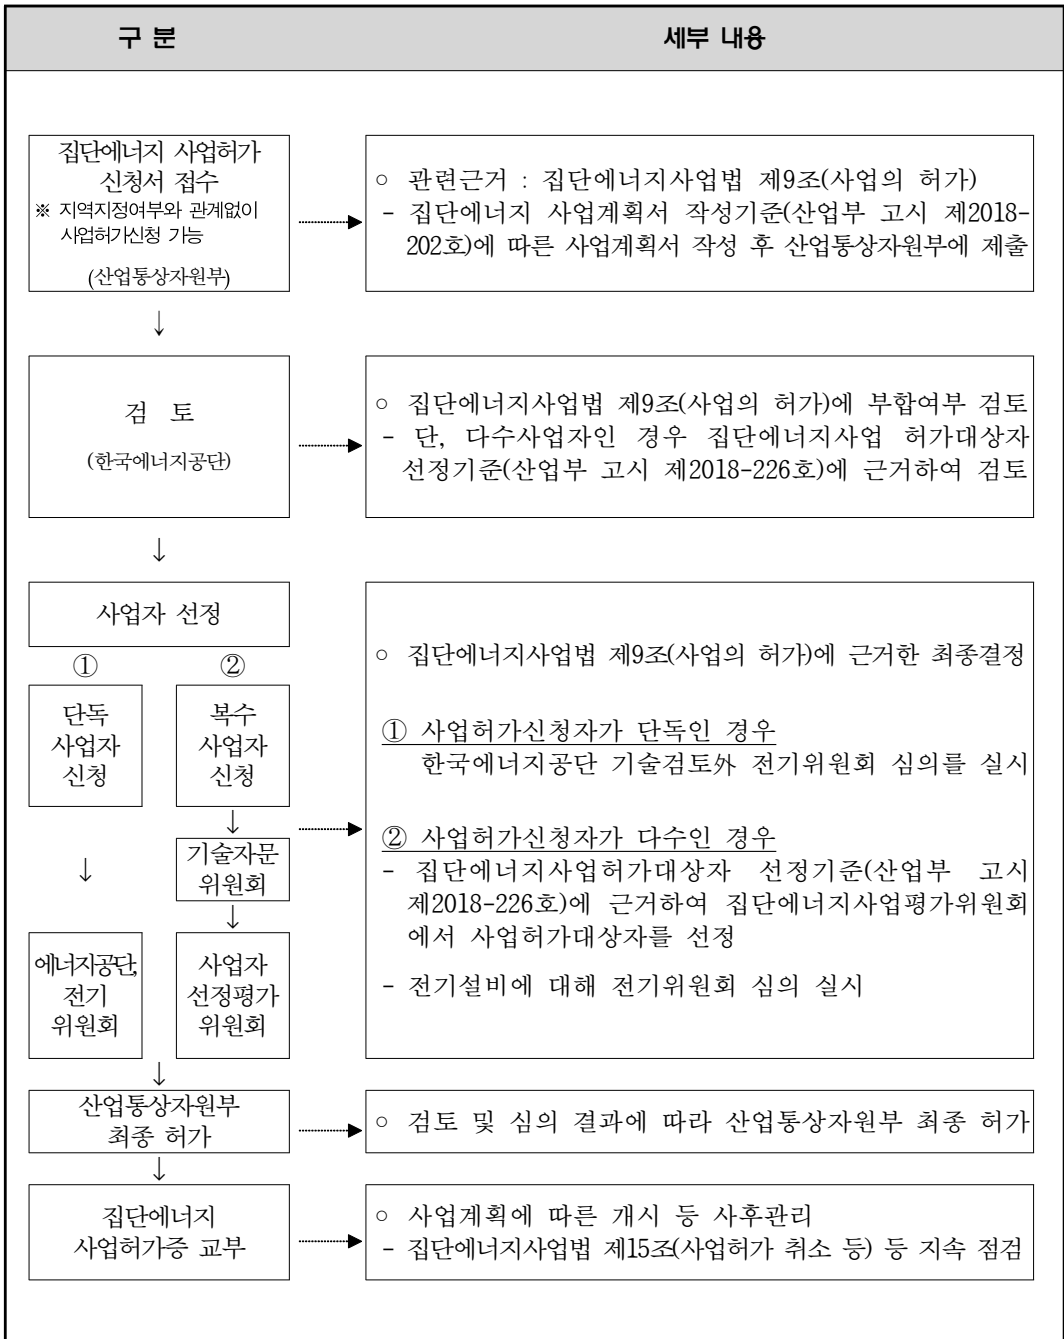 구 분
세부 내용
집단에너지 사업허가
신청서 접수
※ 지역지정여부와 관계없이
사업허가신청 가능
(산업통상자원부)
○ 관련근거 : 집단에너지사업법 제9조(사업의 허가)
- 집단에너지 사업계획서 작성기준(산업부 고시 제2018-
202호)에 따른 사업계획서 작성 후 산업통상자원부에 제출
↓
검 토
(한국에너지공단)
○ 집단에너지사업법 제9조(사업의 허가)에 부합여부 검토
- 단, 다수사업자인 경우 집단에너지사업 허가대상자
선정기준(산업부 고시 제2018-226호)에 근거하여 검토
↓
사업자 선정
① ②
단독
사업자
신청
복수
사업자
신청
↓
기술자문
위원회
↓
↓
에너지공단,
전기
위원회
사업자
선정평가
위원회
○ 집단에너지사업법 제9조(사업의 허가)에 근거한 최종결정
① 사업허가신청자가 단독인 경우
한국에너지공단 기술검토外 전기위원회 심의를 실시
② 사업허가신청자가 다수인 경우
- 집단에너지사업허가대상자 선정기준(산업부 고시
제2018-226호)에 근거하여 집단에너지사업평가위원회
에서 사업허가대상자를 선정
- 전기설비에 대해 전기위원회 심의 실시
↓
산업통상자원부
최종 허가
○ 검토 및 심의 결과에 따라 산업통상자원부 최종 허가
↓
집단에너지
사업허가증 교부
○ 사업계획에 따른 개시 등 사후관리
- 집단에너지사업법 제15조(사업허가 취소 등) 등 지속 점검